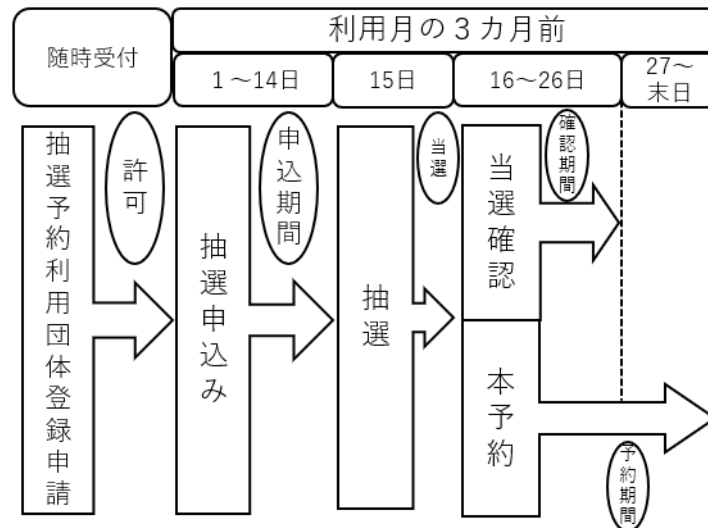 随時受付
利用月の３カ月前
１～14日
15日
16～26日
27～
末日
抽選予約利用団体登録申請
許可
抽選申込み
申込期間
抽選
当選
当選確認
確認期間
本予約
予約期間